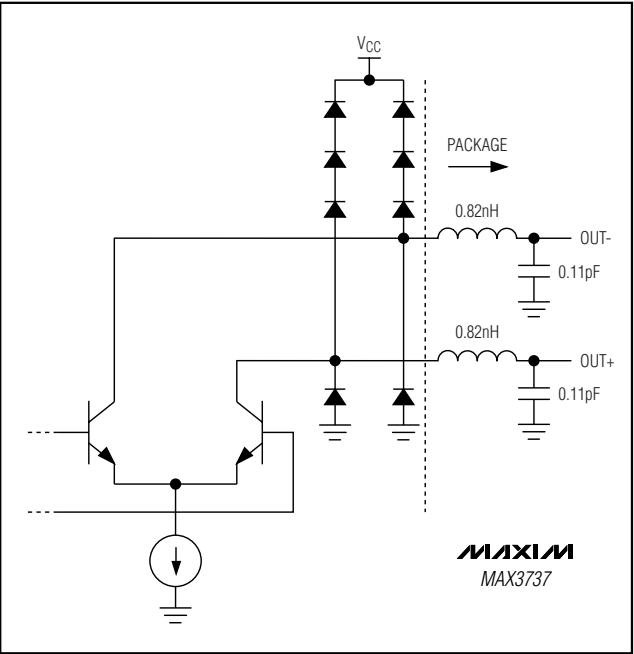 VCC
PACKAGE
0.82nH
OUT-
0.11pF
0.82nH
OUT+
0.11pF
MAXIM
MAX3737